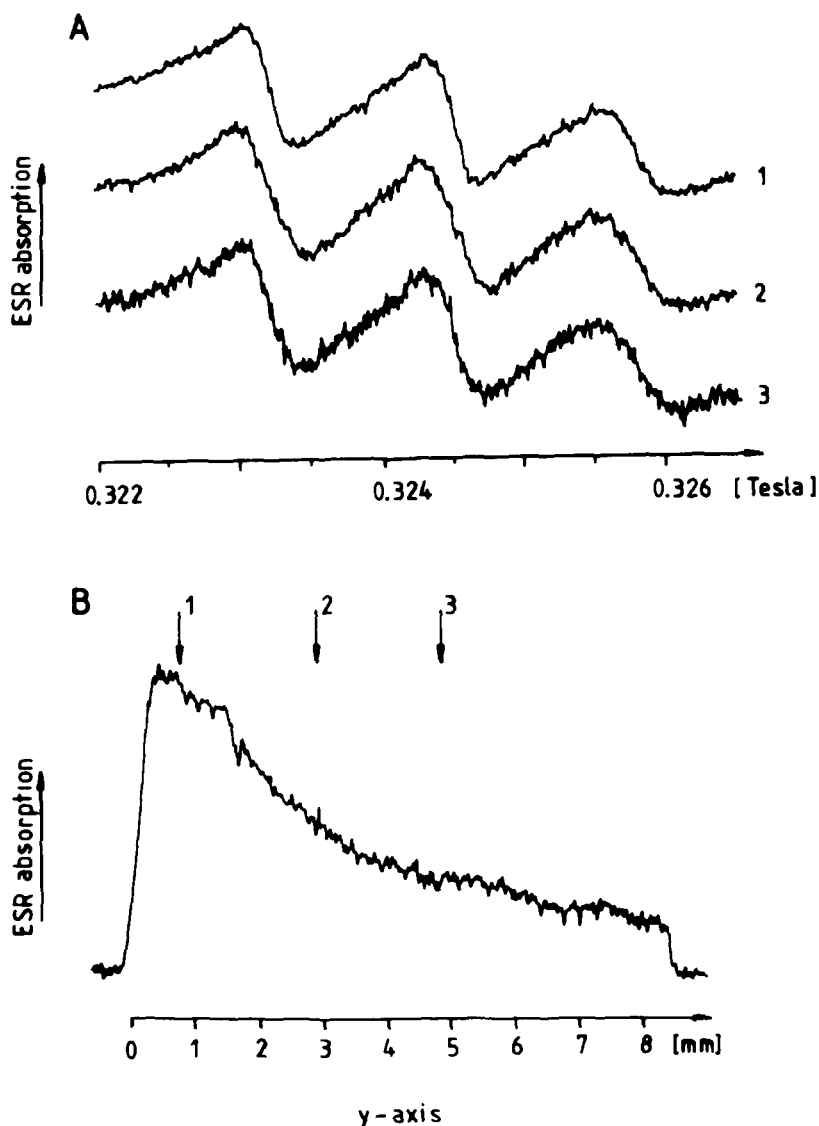 A
ESR absorption
1
2
3
0.322 0.324 0.326 [Tesla]
B
1 2 3
ESR absorption
0 1 2 3 4 5 6 7 8 [mm]
y-axis